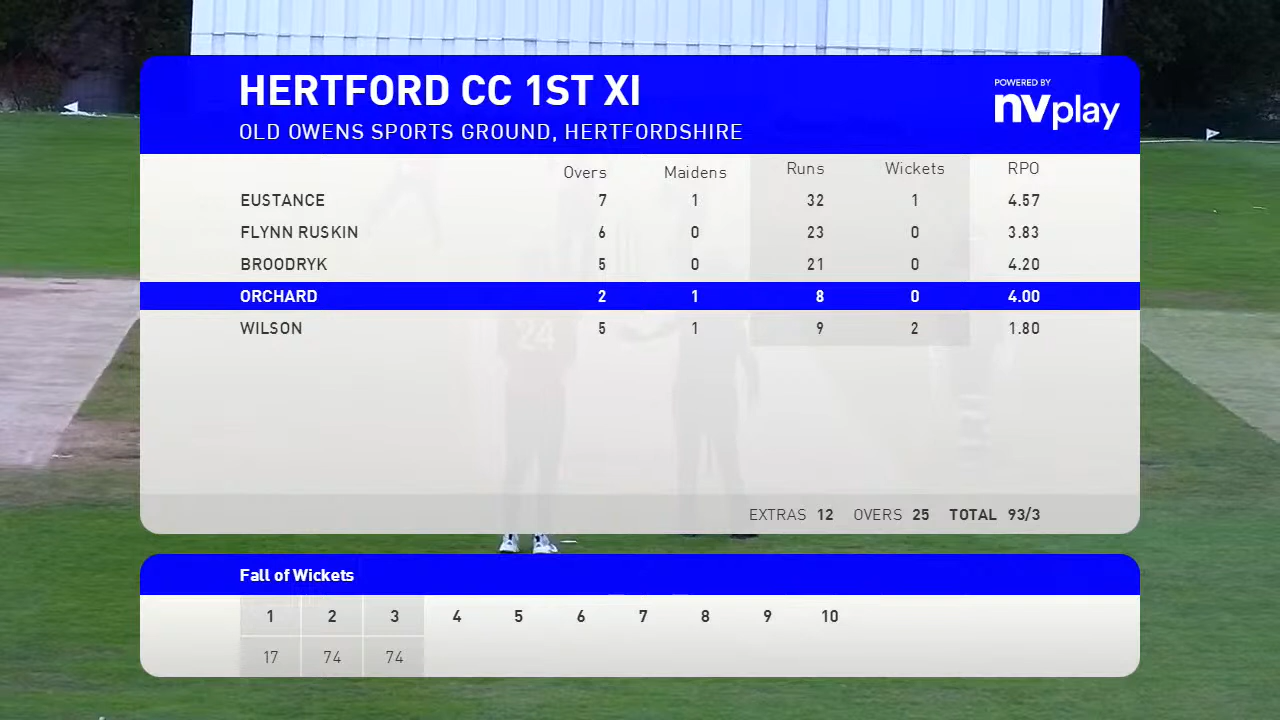 HERTFORD CC 1ST XI
OLD OWENS SPORTS GROUND, HERTFORDSHIRE
POWERED BY
nvplay
Overs Maidens Runs Wickets RPO
EUSTANCE 7 1 32 1 4.57
FLYNN RUSKIN 6 0 23 0 3.83
BROODRYK 5 0 21 0 4.20
ORCHARD 2 1 8 0 4.00
WILSON 5 1 9 2 1.80
24
EXTRAS 12 OVERS 25 TOTAL 93/3
Fall of Wickets
1 2 3 4 5 6 7 8 9 10
17 74 74